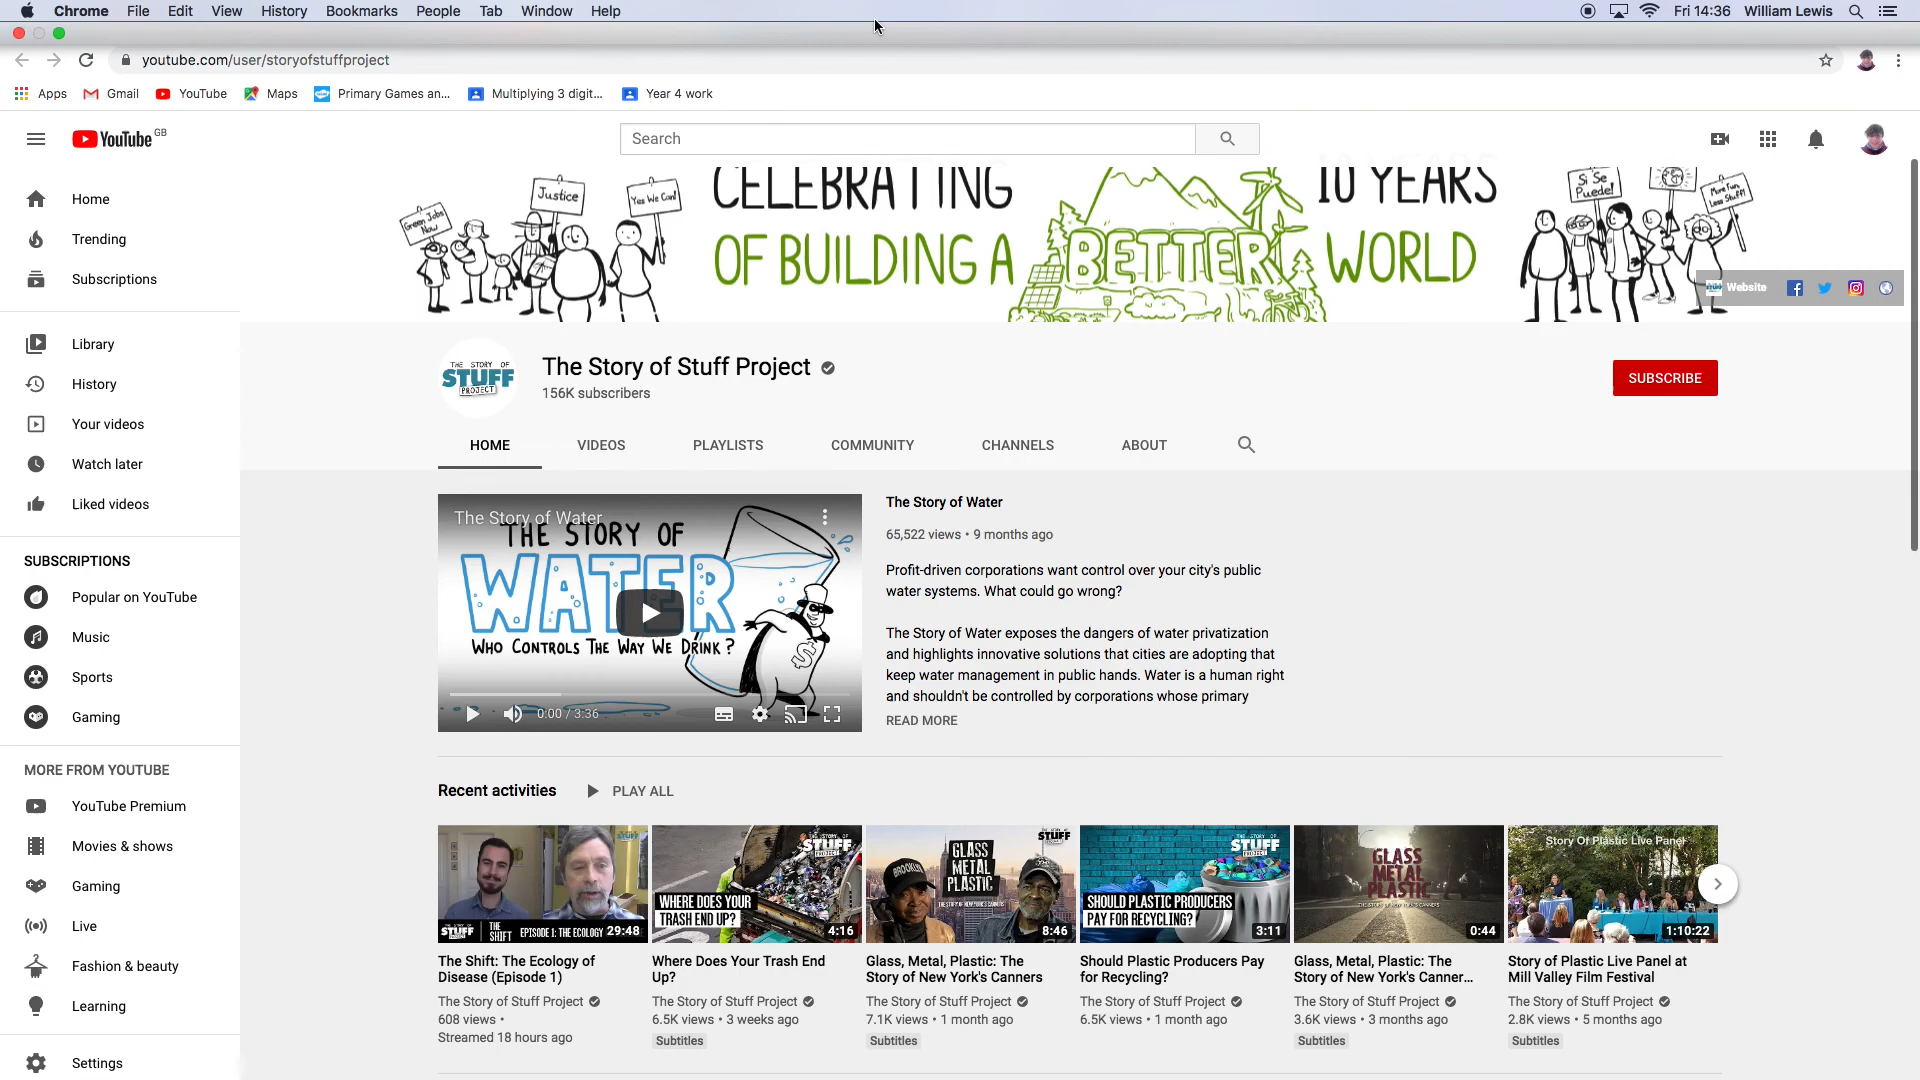 Chrome File Edit View History Bookmarks People Tab Window Help
Fri 14:36 William Lewis
youtube.com/user/storyofstuffproject
Apps Gmail YouTube Maps Primary Games an... Multiplying 3 digit... Year 4 work
YouTube GB
Search
Home
Trending
Subscriptions
Library
History
Your videos
Watch later
Liked videos
SUBSCRIPTIONS
Popular on YouTube
Music
Sports
Gaming
MORE FROM YOUTUBE
YouTube Premium
Movies & shows
Gaming
Live
Fashion & beauty
Learning
Settings
CELEBRATING 10 YEARS
OF BUILDING A BETTER WORLD
Green Jobs Now
Justice
Yes We Can!
Si Se Puede!
More Fun, Less Stuff!
Website
THE STORY OF
STUFF
PROJECT
The Story of Stuff Project
156K subscribers
SUBSCRIBE
HOME VIDEOS PLAYLISTS COMMUNITY CHANNELS ABOUT
The Story of Water
THE STORY OF
WATER
WHO CONTROLS THE WAY WE DRINK?
0:00 / 3:36
The Story of Water
65,522 views • 9 months ago
Profit-driven corporations want control over your city's public
water systems. What could go wrong?
The Story of Water exposes the dangers of water privatization
and highlights innovative solutions that cities are adopting that
keep water management in public hands. Water is a human right
and shouldn't be controlled by corporations whose primary
READ MORE
Recent activities PLAY ALL
STUFF THE SHIFT EPISODE 1: THE ECOLOGY 29:48
The Shift: The Ecology of
Disease (Episode 1)
The Story of Stuff Project
608 views •
Streamed 18 hours ago
STUFF
WHERE DOES YOUR
TRASH END UP?
4:16
Where Does Your Trash End
Up?
The Story of Stuff Project
6.5K views • 3 weeks ago
Subtitles
STUFF
BROOKLYN
GLASS
METAL
PLASTIC
8:46
Glass, Metal, Plastic: The
Story of New York's Canners
The Story of Stuff Project
7.1K views • 1 month ago
Subtitles
STUFF
SHOULD PLASTIC PRODUCERS
PAY FOR RECYCLING?
3:11
Should Plastic Producers Pay
for Recycling?
The Story of Stuff Project
6.5K views • 1 month ago
GLASS
METAL
PLASTIC
0:44
Glass, Metal, Plastic: The
Story of New York's Canner...
The Story of Stuff Project
3.6K views • 3 months ago
Subtitles
Story Of Plastic Live Panel
1:10:22
Story of Plastic Live Panel at
Mill Valley Film Festival
The Story of Stuff Project
2.8K views • 5 months ago
Subtitles